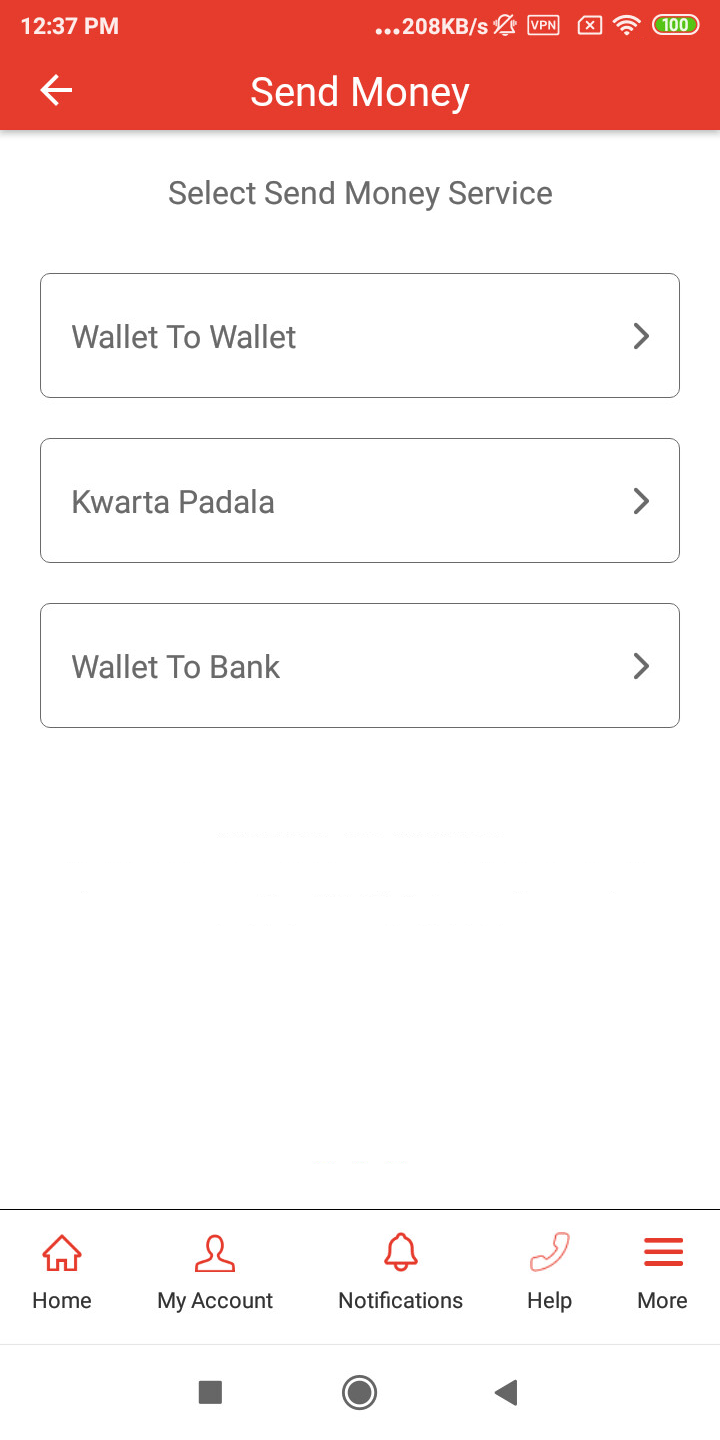 12:37 PM
...208KB/s VPN 100
Send Money
Select Send Money Service
Wallet To Wallet
Kwarta Padala
Wallet To Bank
Home My Account Notifications Help More